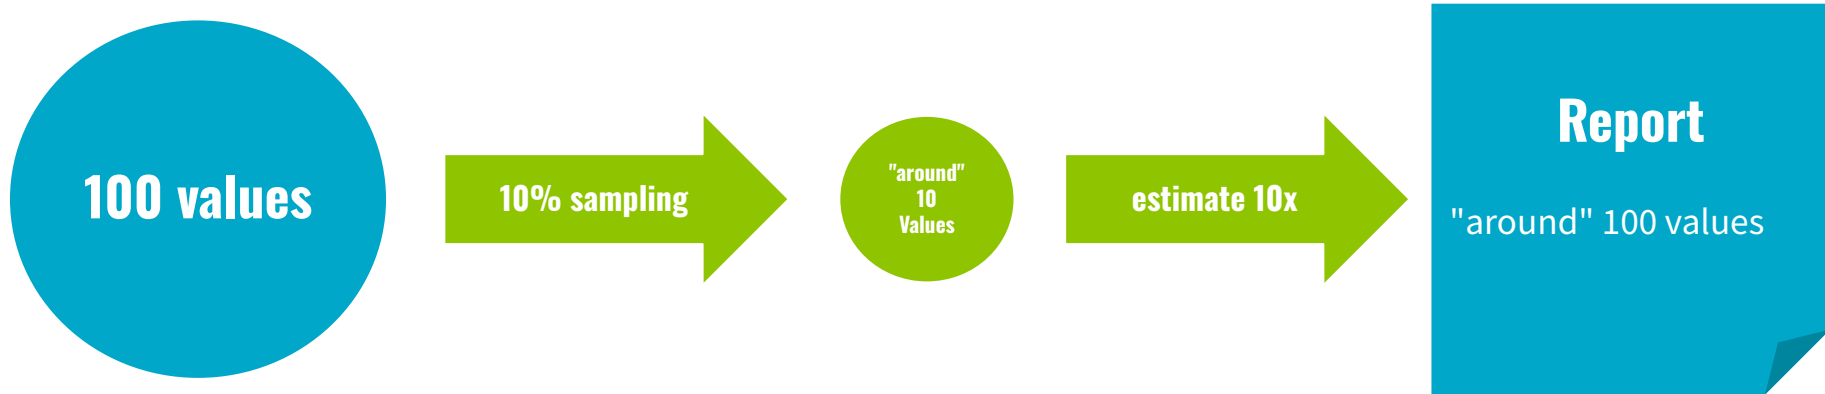 100 values
10% sampling
"around"
10
Values
estimate 10x
Report
"around" 100 values